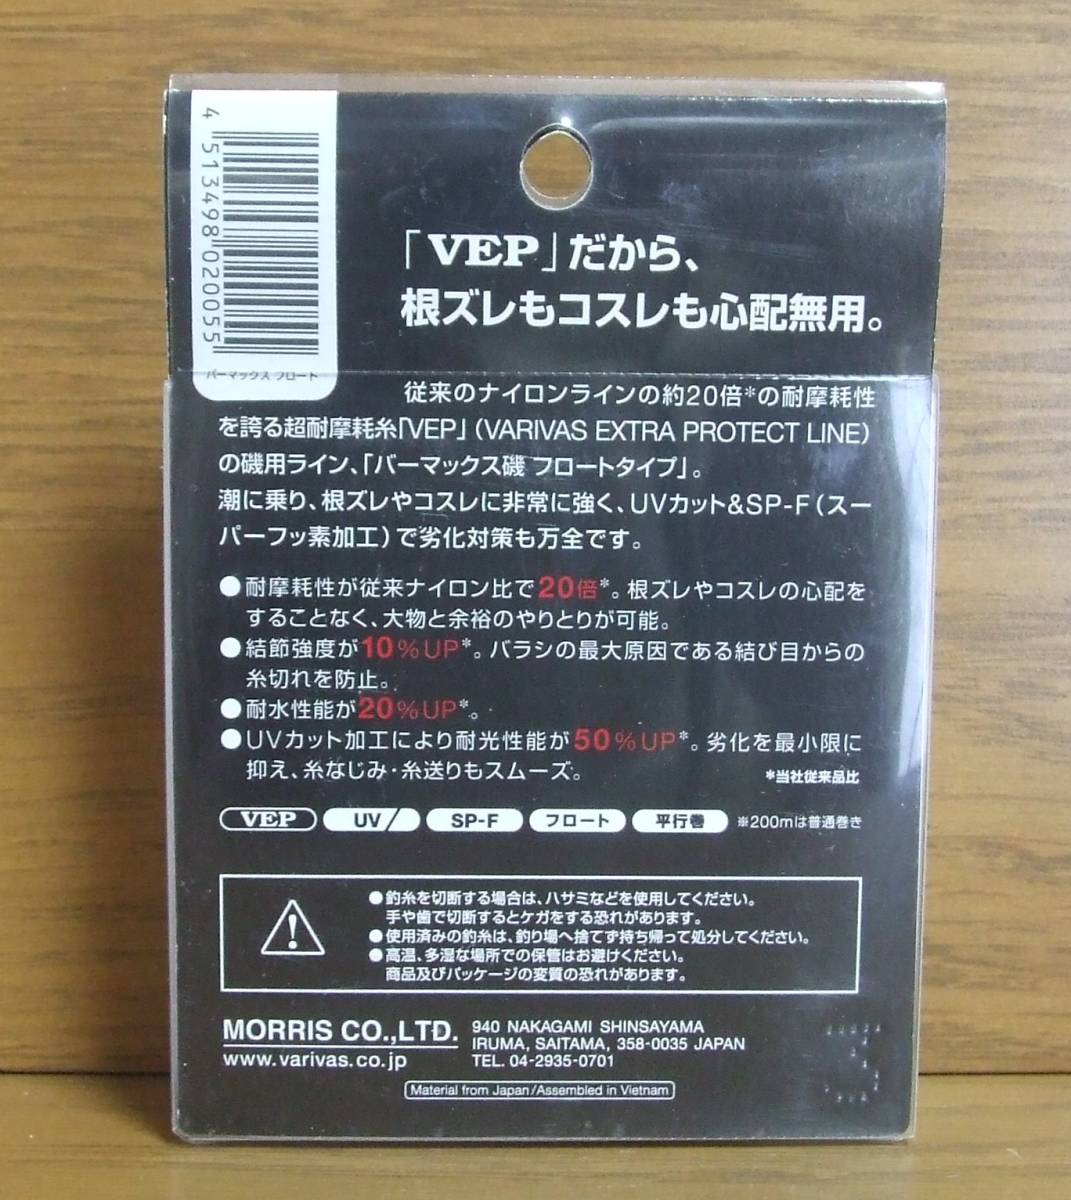 4 513498 020055
バーマックス フロート
「VEP」だから、
根ズレもコスレも心配無用。
従来のナイロンラインの約20倍*の耐摩耗性
を誇る超耐摩耗糸「VEP」（VARIVAS EXTRA PROTECT LINE）
の磯用ライン、「バーマックス磯 フロートタイプ」。
潮に乗り、根ズレやコスレに非常に強く、UVカット&SP-F（スー
パーフッ素加工）で劣化対策も万全です。
●耐摩耗性が従来ナイロン比で20倍*。根ズレやコスレの心配を
することなく、大物と余裕のやりとりが可能。
●結節強度が10%UP*。バラシの最大原因である結び目からの
糸切れを防止。
●耐水性能が20%UP*。
●UVカット加工により耐光性能が50%UP*。劣化を最小限に
抑え、糸なじみ・糸送りもスムーズ。
*当社従来品比
VEP UV SP-F フロート 平行巻 ※200mは普通巻き
●釣糸を切断する場合は、ハサミなどを使用してください。
手や歯で切断するとケガをする恐れがあります。
●使用済みの釣糸は、釣り場へ捨てず持ち帰って処分してください。
●高温、多湿な場所での保管はお避けください。
商品及びパッケージの変質の恐れがあります。
MORRIS CO.,LTD.
www.varivas.co.jp
940 NAKAGAMI SHINSAYAMA
IRUMA, SAITAMA, 358-0035 JAPAN
TEL. 04-2935-0701
Material from Japan/Assembled in Vietnam